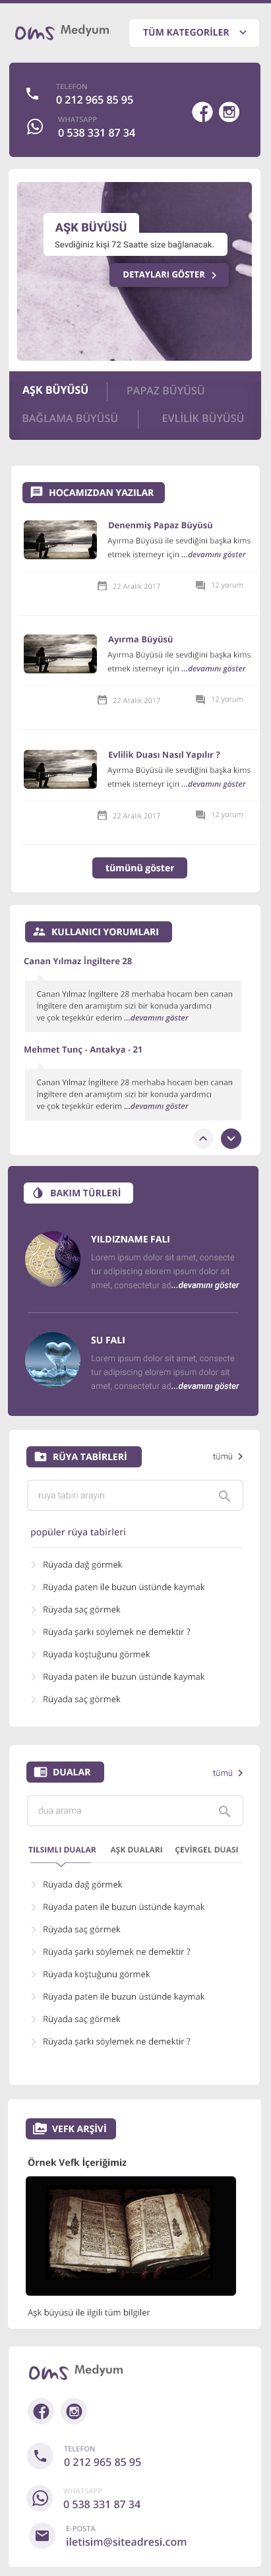 oms Medyum
TÜM KATEGORİLER
TELEFON
0 212 965 85 95
WHATSAPP
0 538 331 87 34
AŞK BÜYÜSÜ
Sevdiğiniz kişi 72 Saatte size bağlanacak.
DETAYLARI GÖSTER
AŞK BÜYÜSÜ
PAPAZ BÜYÜSÜ
BAĞLAMA BÜYÜSÜ
EVLİLİK BÜYÜSÜ
HOCAMIZDAN YAZILAR
Denenmiş Papaz Büyüsü
Ayırma Büyüsü ile sevdiğini başka kims
etmek istemeyir için ...devamını göster
22 Aralık 2017
12 yorum
Ayırma Büyüsü
Ayırma Büyüsü ile sevdiğini başka kims
etmek istemeyir için ...devamını göster
22 Aralık 2017
12 yorum
Evlilik Duası Nasıl Yapılır ?
Ayırma Büyüsü ile sevdiğini başka kims
etmek istemeyir için ...devamını göster
22 Aralık 2017
12 yorum
tümünü göster
KULLANICI YORUMLARI
Canan Yılmaz İngiltere 28
Canan Yılmaz İngiltere 28 merhaba hocam ben canan
İngiltere den aramıştım sizi bir konuda yardımcı
ve çok teşekkür ederim ...devamını göster
Mehmet Tunç - Antakya - 21
Canan Yılmaz İngiltere 28 merhaba hocam ben canan
İngiltere den aramıştım sizi bir konuda yardımcı
ve çok teşekkür ederim ...devamını göster
BAKIM TÜRLERİ
YILDIZNAME FALI
Lorem ipsum dolor sit amet, consecte
tur adipiscing elorem ipsum dolor sit
amet, consectetur ad...devamını göster
SU FALI
Lorem ipsum dolor sit amet, consecte
tur adipiscing elorem ipsum dolor sit
amet, consectetur ad...devamını göster
RÜYA TABİRLERİ
tümü
rüya tabiri arayın
popüler rüya tabirleri
Rüyada dağ görmek
Rüyada paten ile buzun üstünde kaymak
Rüyada saç görmek
Rüyada şarkı söylemek ne demektir ?
Rüyada koştuğunu görmek
Rüyada paten ile buzun üstünde kaymak
Rüyada saç görmek
DUALAR
tümü
dua arama
TILSIMLI DUALAR
AŞK DUALARI
ÇEVİRGEL DUASI
Rüyada dağ görmek
Rüyada paten ile buzun üstünde kaymak
Rüyada saç görmek
Rüyada şarkı söylemek ne demektir ?
Rüyada koştuğunu görmek
Rüyada paten ile buzun üstünde kaymak
Rüyada saç görmek
Rüyada şarkı söylemek ne demektir ?
VEFK ARŞİVİ
Örnek Vefk İçeriğimiz
Aşk büyüsü ile ilgili tüm bilgiler
oms Medyum
TELEFON
0 212 965 85 95
WHATSAPP
0 538 331 87 34
E-POSTA
iletisim@siteadresi.com